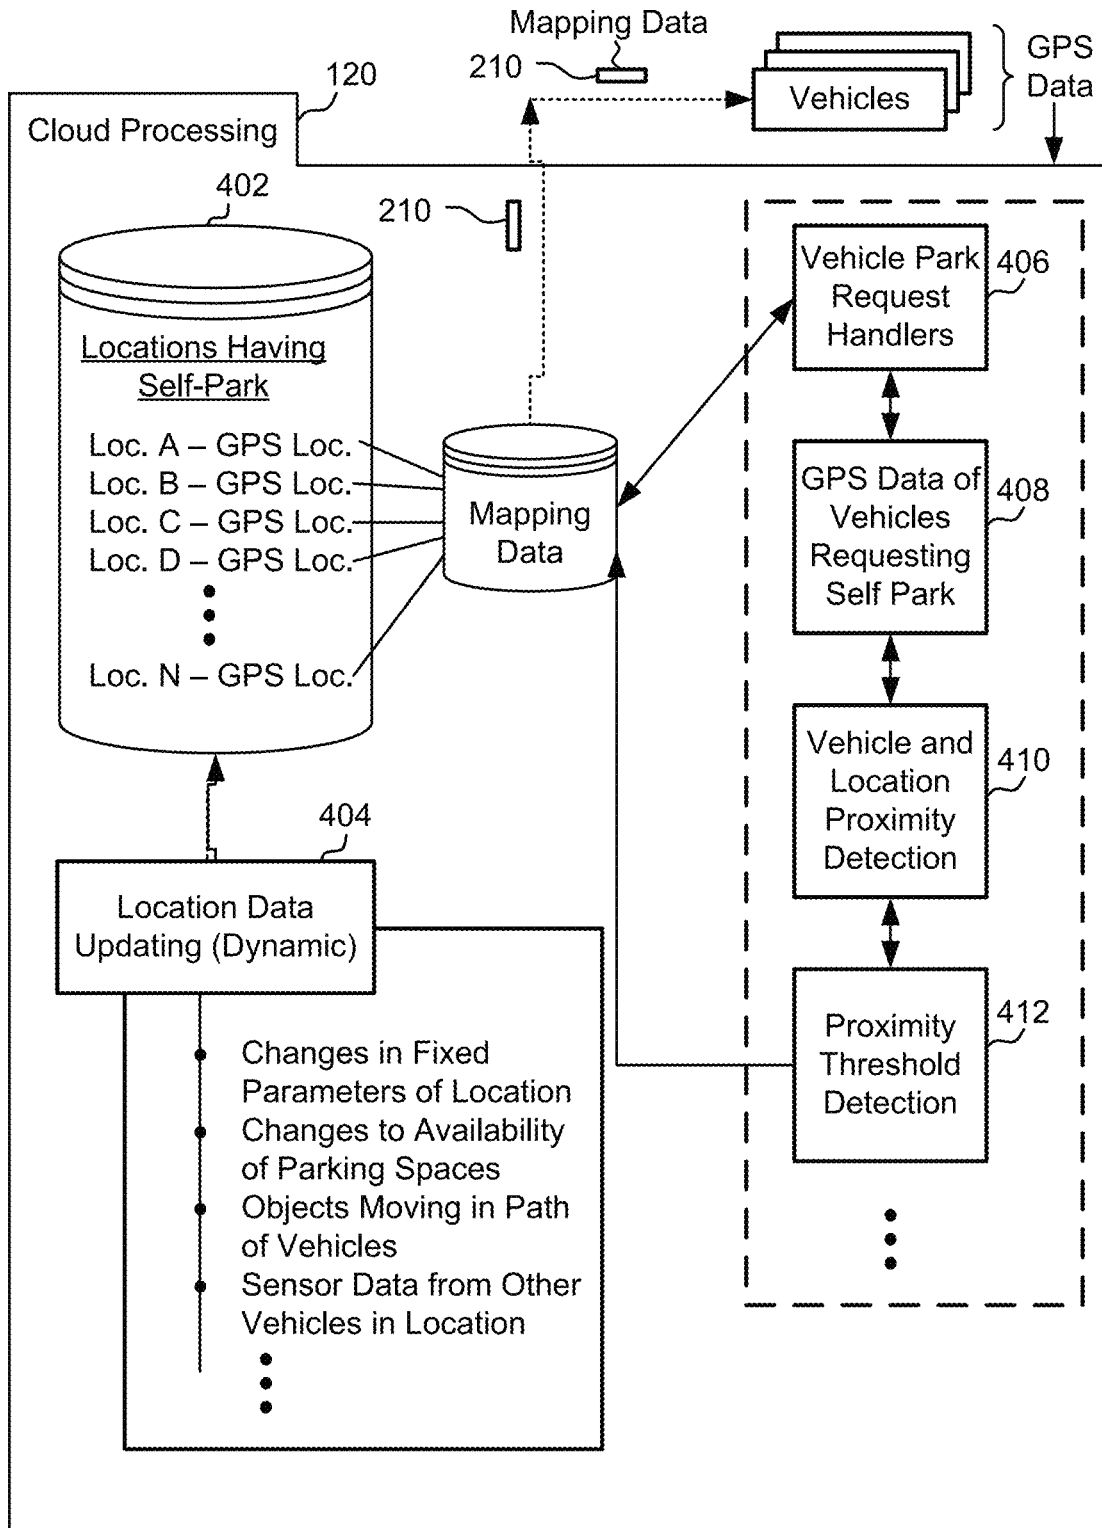 Mapping Data
210
Vehicles
GPS
Data
120
Cloud Processing
402
210
Locations Having
Self-Park
Loc. A – GPS Loc.
Loc. B – GPS Loc.
Loc. C – GPS Loc.
Loc. D – GPS Loc.
Loc. N – GPS Loc.
Mapping
Data
Vehicle Park
Request
Handlers
406
GPS Data of
Vehicles
Requesting
Self Park
408
Vehicle and
Location
Proximity
Detection
410
Proximity
Threshold
Detection
412
404
Location Data
Updating (Dynamic)
Changes in Fixed
Parameters of Location
Changes to Availability
of Parking Spaces
Objects Moving in Path
of Vehicles
Sensor Data from Other
Vehicles in Location